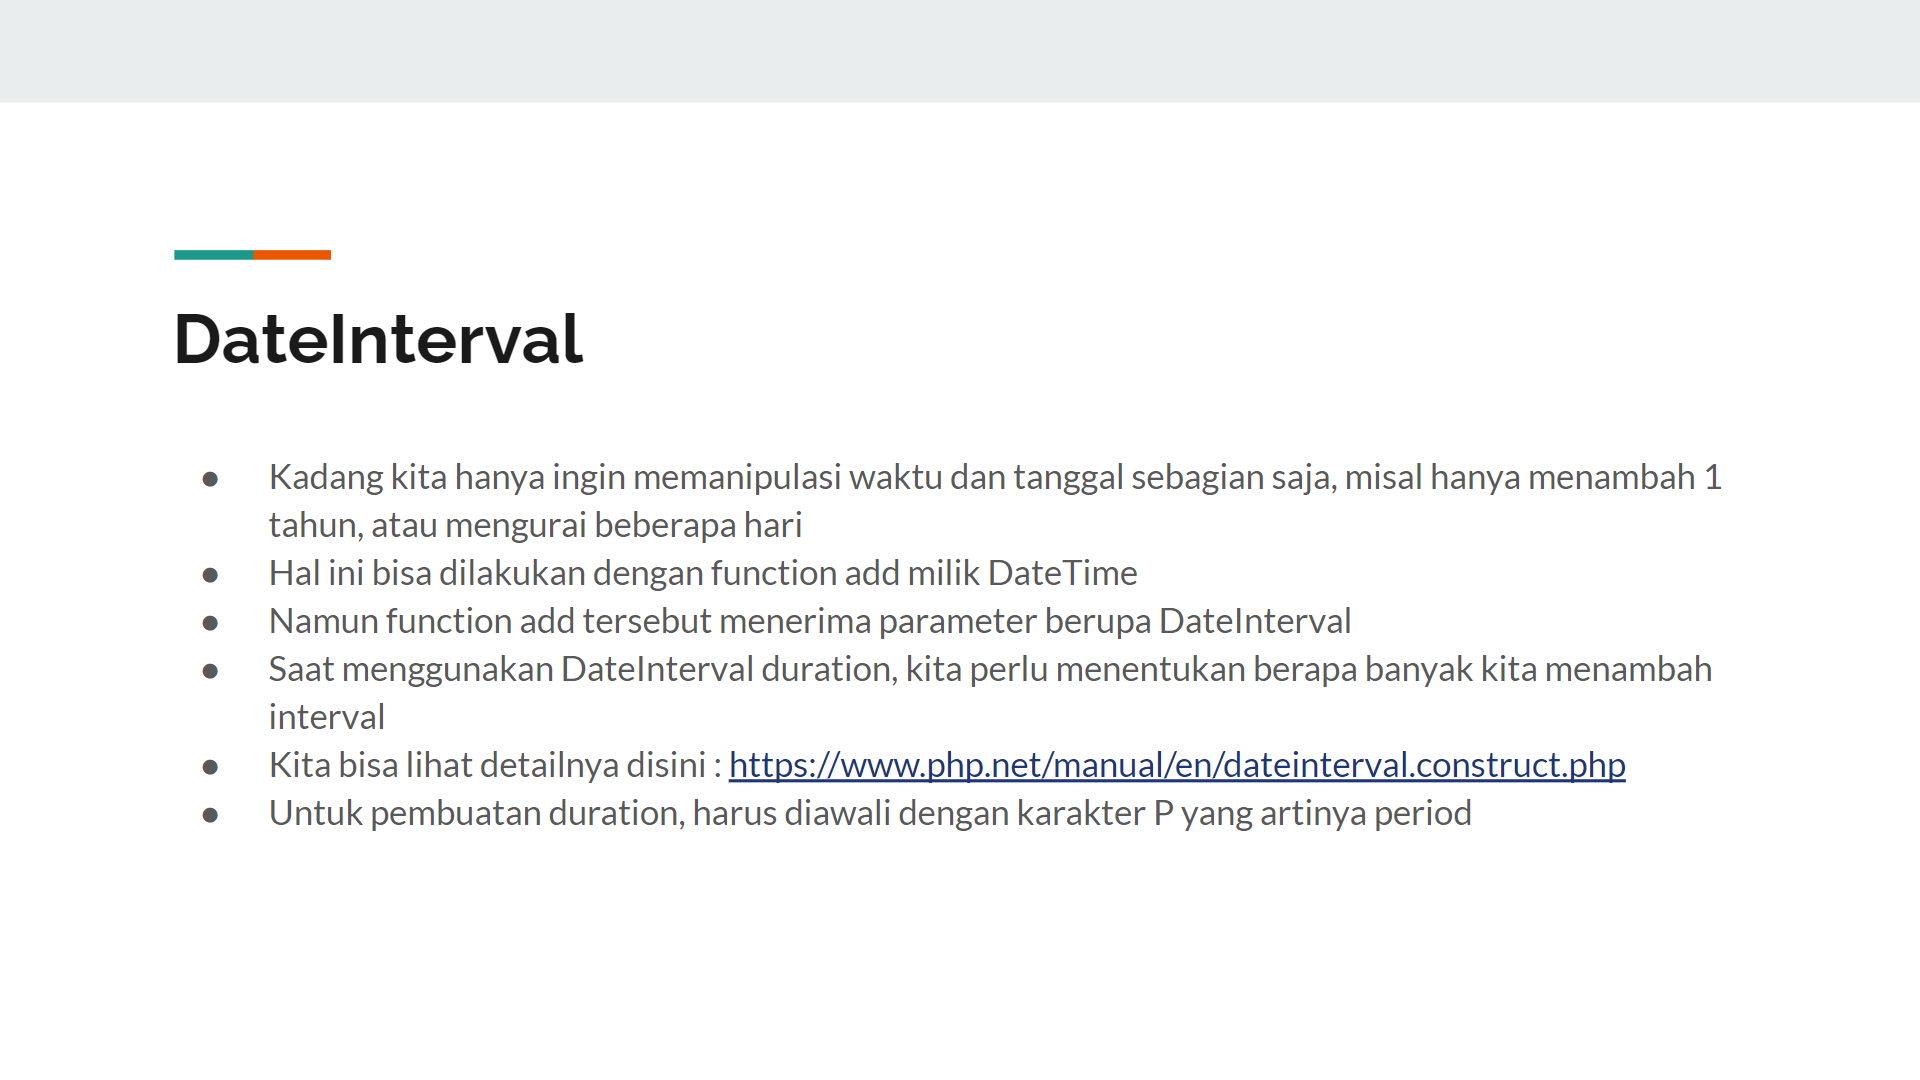 DateInterval
● Kadang kita hanya ingin memanipulasi waktu dan tanggal sebagian saja, misal hanya menambah 1
tahun, atau mengurai beberapa hari
● Hal ini bisa dilakukan dengan function add milik DateTime
● Namun function add tersebut menerima parameter berupa DateInterval
● Saat menggunakan DateInterval duration, kita perlu menentukan berapa banyak kita menambah
interval
● Kita bisa lihat detailnya disini : https://www.php.net/manual/en/dateinterval.construct.php
● Untuk pembuatan duration, harus diawali dengan karakter P yang artinya period